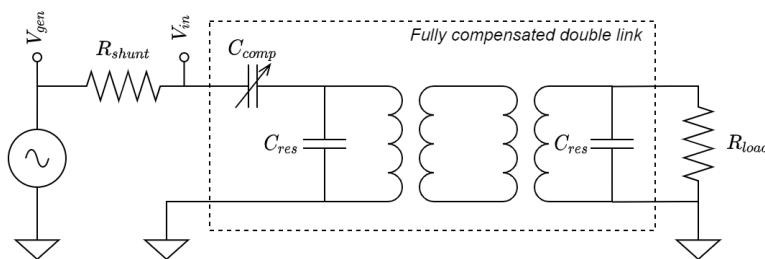 V_gen
R_shunt
V_in
C_comp
Fully compensated double link
C_res
C_res
R_load